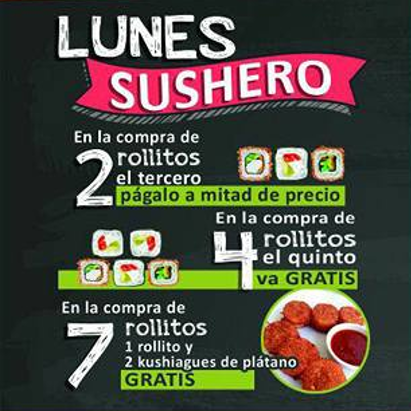 LUNES
SUSHERO
En la compra de
2 rollitos
el tercero
págalo a mitad de precio
En la compra de
4 rollitos
el quinto
va GRATIS
En la compra de
7 rollitos
1 rollito y
2 kushiagues de plátano
GRATIS